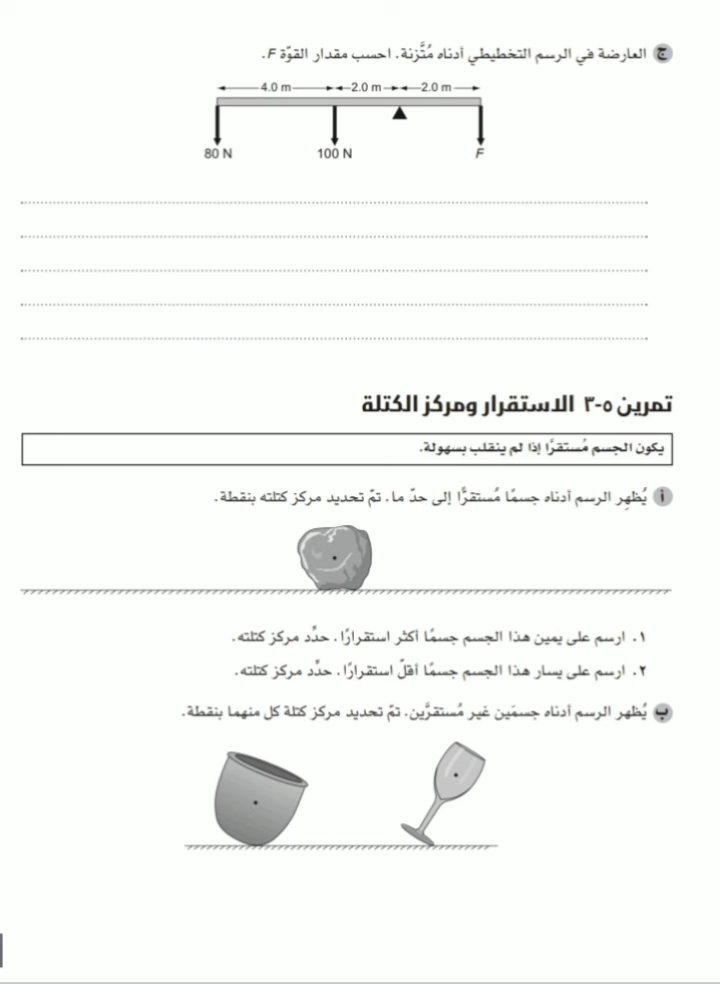 ج العارضة في الرسم التخطيطي أدناه مُتَّزنة. احسب مقدار القوّة F.
4.0 m 2.0 m 2.0 m
80 N 100 N F
تمرين ٥-٣ الاستقرار ومركز الكتلة
يكون الجسم مُستقرًّا إذا لم ينقلب بسهولة.
أ يُظهِر الرسم أدناه جسمًا مُستقرًّا إلى حدّ ما. تمّ تحديد مركز كتلته بنقطة.
١. ارسم على يمين هذا الجسم جسمًا أكثر استقرارًا. حدِّد مركز كتلته.
٢. ارسم على يسار هذا الجسم جسمًا أقلّ استقرارًا. حدِّد مركز كتلته.
ب يُظهر الرسم أدناه جسمَين غير مُستقرَّين. تمّ تحديد مركز كتلة كل منهما بنقطة.